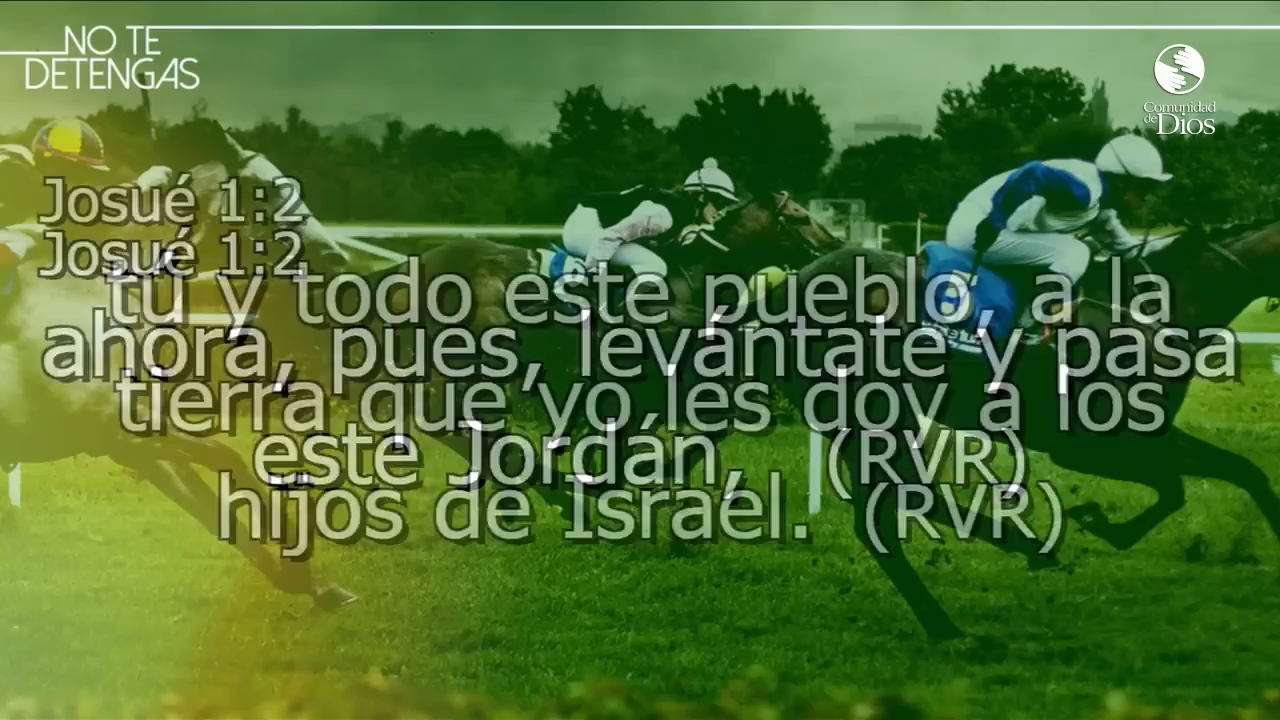 NO TE
DETENGAS
Comunidad
de Dios
Josué 1:2
Josué 1:2
tú y todo este pueblo, a la
ahora, pues, levántate y pasa
tierra que yo les doy a los
este Jordán, (RVR)
hijos de Israel. (RVR)